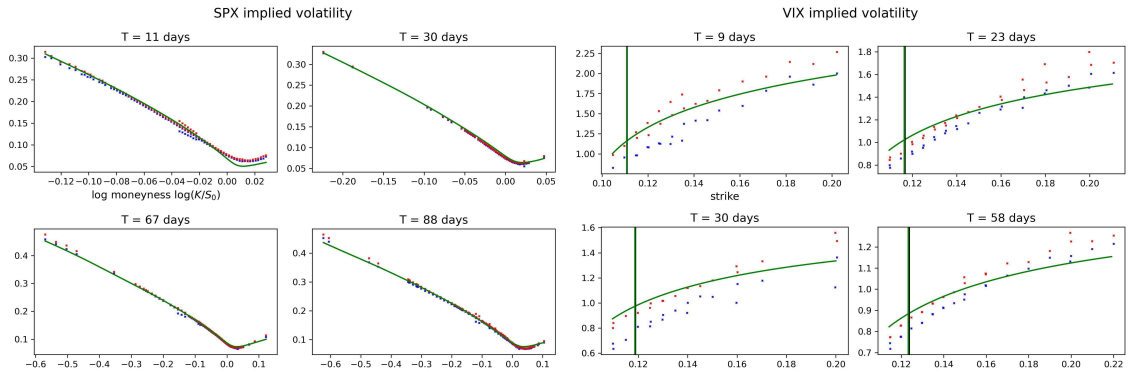 SPX implied volatility
VIX implied volatility
T = 11 days
0.30
0.25
0.20
0.15
0.10
0.05
−0.12 −0.10 −0.08 −0.06 −0.04 −0.02 0.00 0.02
log moneyness log(K/S₀)
T = 30 days
0.30
0.25
0.20
0.15
0.10
0.05
−0.20 −0.15 −0.10 −0.05 0.00 0.05
T = 9 days
2.25
2.00
1.75
1.50
1.25
1.00
0.75
0.10 0.12 0.14 0.16 0.18 0.20
strike
T = 23 days
1.8
1.6
1.4
1.2
1.0
0.8
0.12 0.14 0.16 0.18 0.20
T = 67 days
0.4
0.3
0.2
0.1
−0.6 −0.5 −0.4 −0.3 −0.2 −0.1 0.0 0.1
T = 88 days
0.4
0.3
0.2
0.1
−0.6 −0.5 −0.4 −0.3 −0.2 −0.1 0.0 0.1
T = 30 days
1.6
1.4
1.2
1.0
0.8
0.6
0.12 0.14 0.16 0.18 0.20
T = 58 days
1.2
1.1
1.0
0.9
0.8
0.7
0.12 0.14 0.16 0.18 0.20 0.22